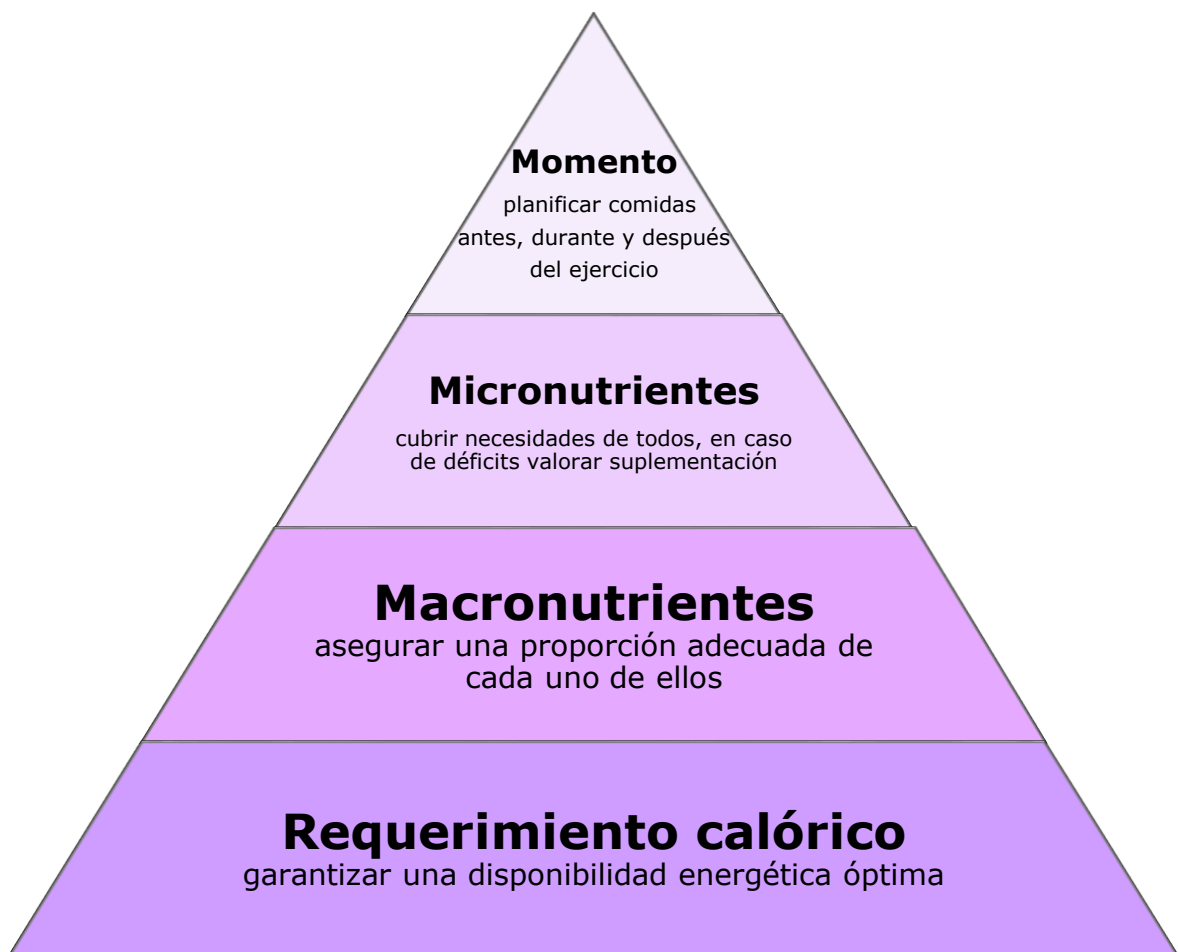 Momento
planificar comidas
antes, durante y después
del ejercicio
Micronutrientes
cubrir necesidades de todos, en caso
de déficits valorar suplementación
Macronutrientes
asegurar una proporción adecuada de
cada uno de ellos
Requerimiento calórico
garantizar una disponibilidad energética óptima